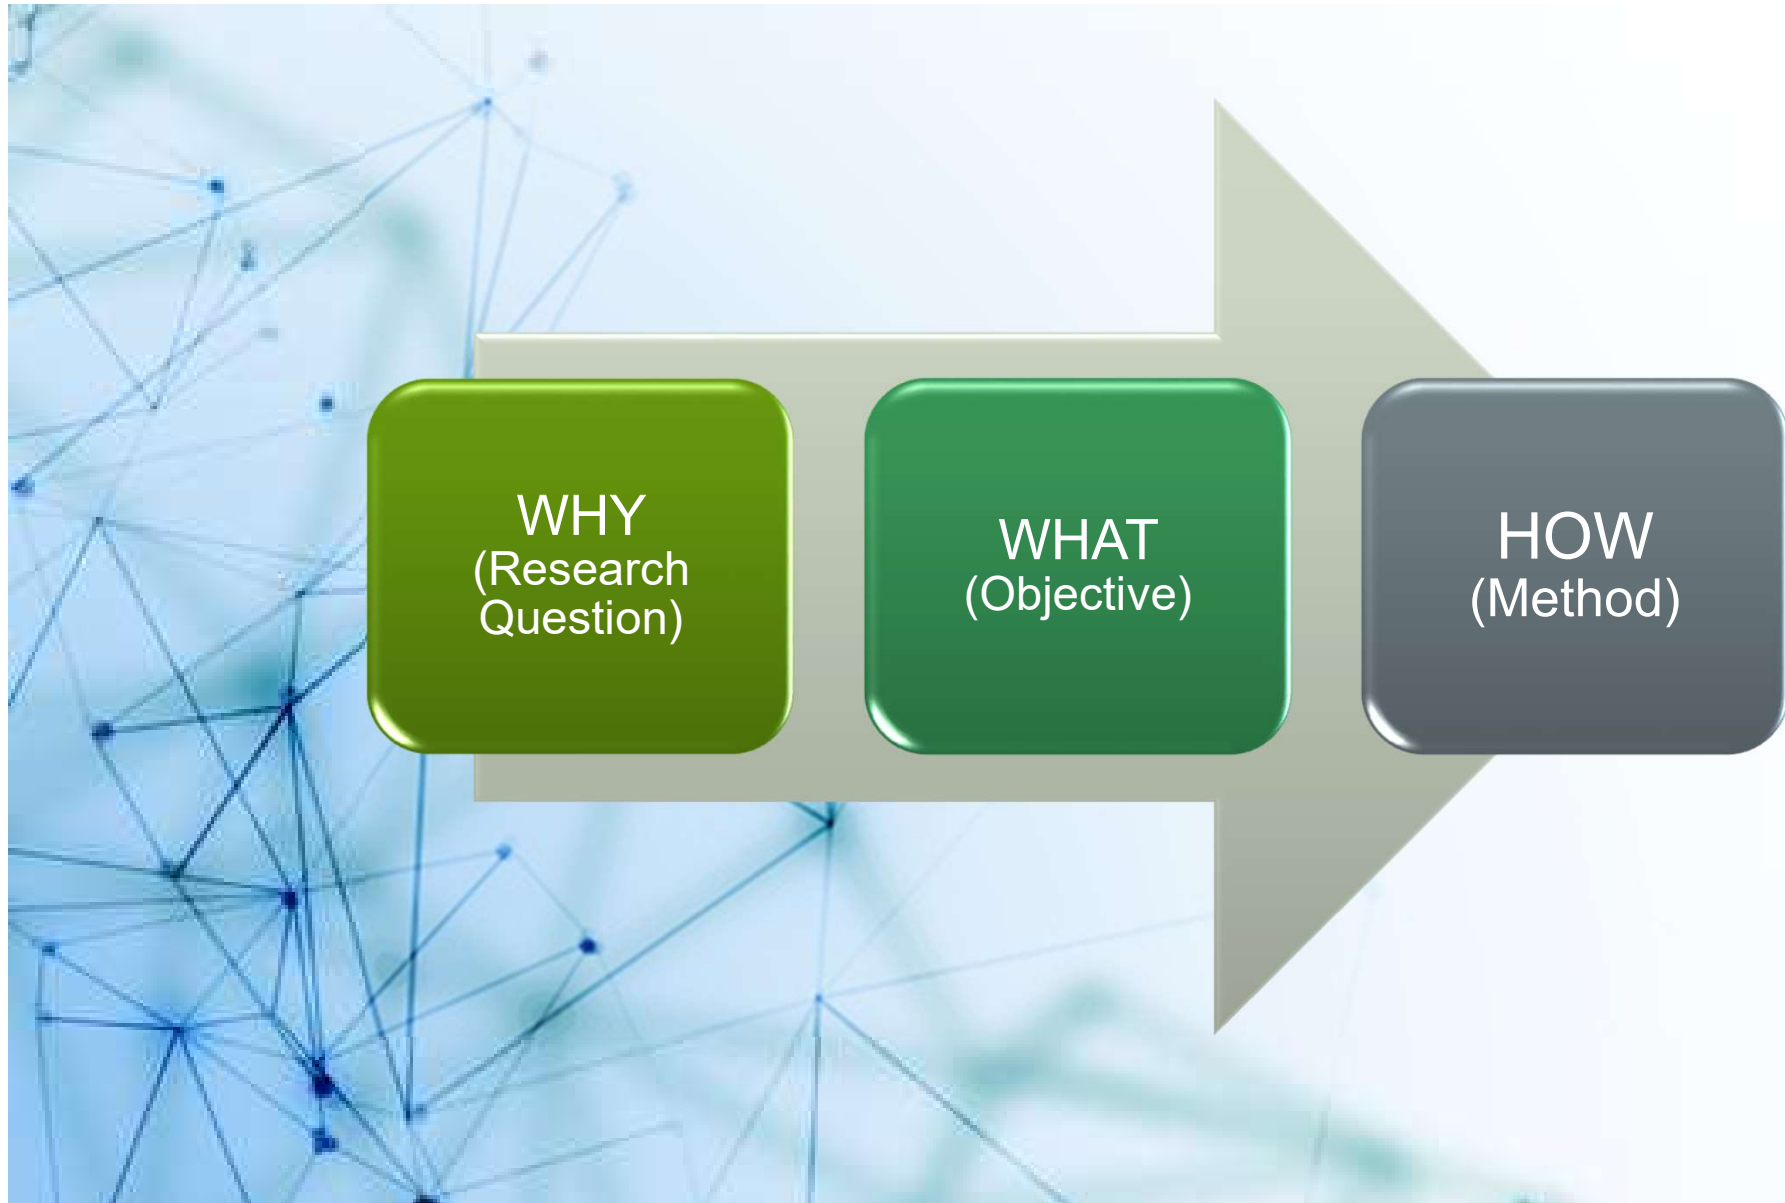 WHY
(Research
Question)
WHAT
(Objective)
HOW
(Method)